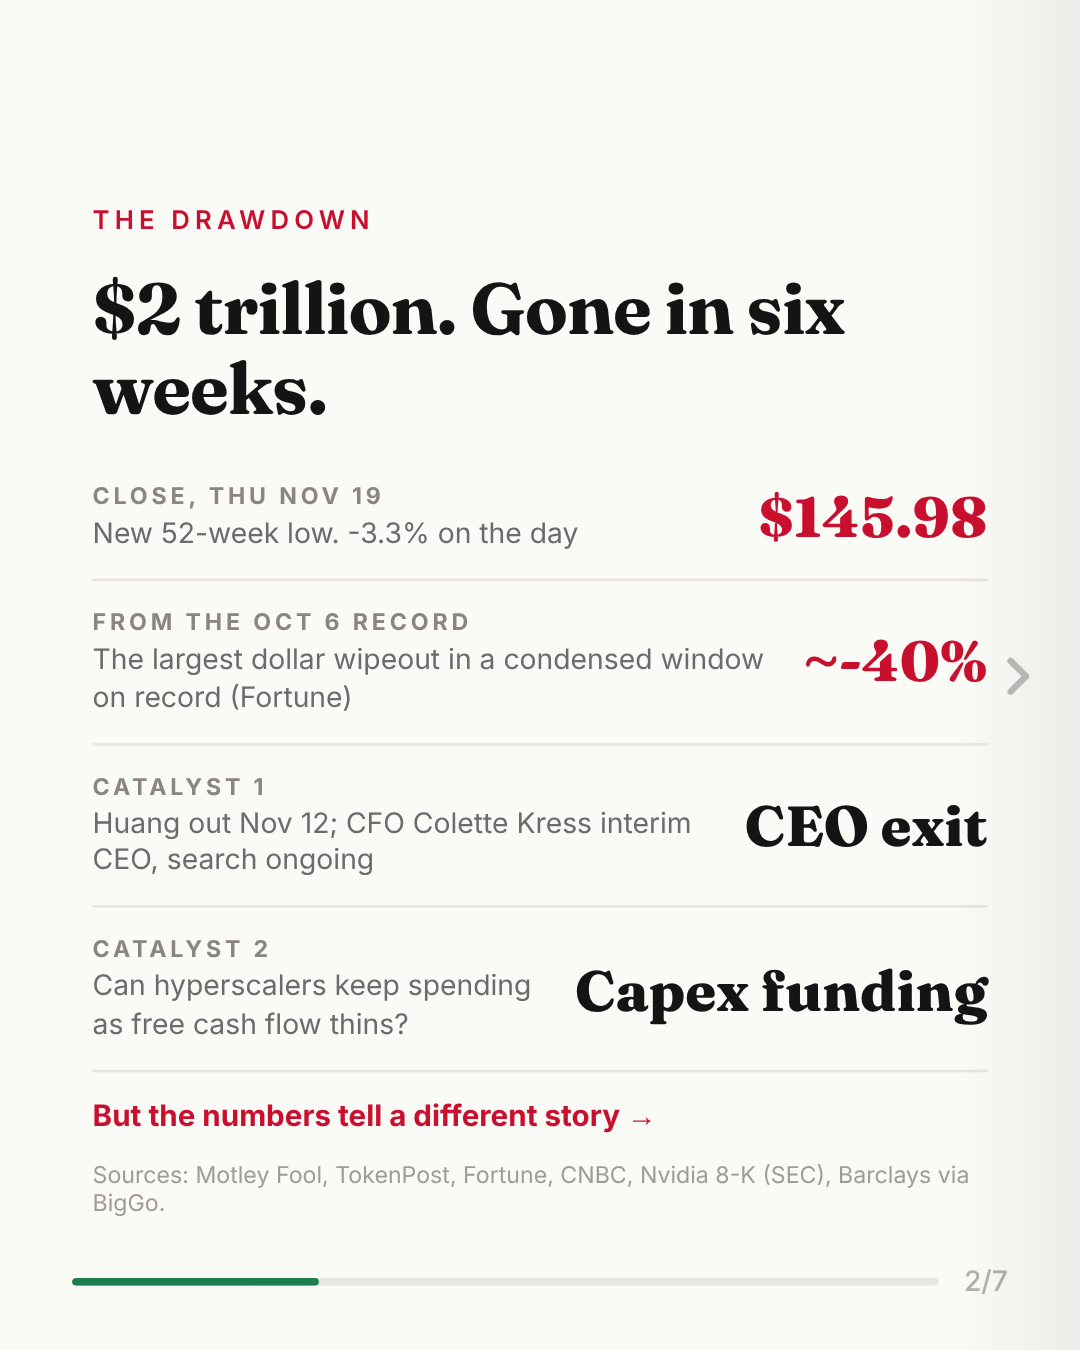 THE DRAWDOWN
$2 trillion. Gone in six
weeks.
CLOSE, THU NOV 19
New 52-week low. -3.3% on the day
$145.98
FROM THE OCT 6 RECORD
The largest dollar wipeout in a condensed window
on record (Fortune)
~-40%
CATALYST 1
Huang out Nov 12; CFO Colette Kress interim
CEO, search ongoing
CEO exit
CATALYST 2
Can hyperscalers keep spending
as free cash flow thins?
Capex funding
But the numbers tell a different story →
Sources: Motley Fool, TokenPost, Fortune, CNBC, Nvidia 8-K (SEC), Barclays via
BigGo.
2/7